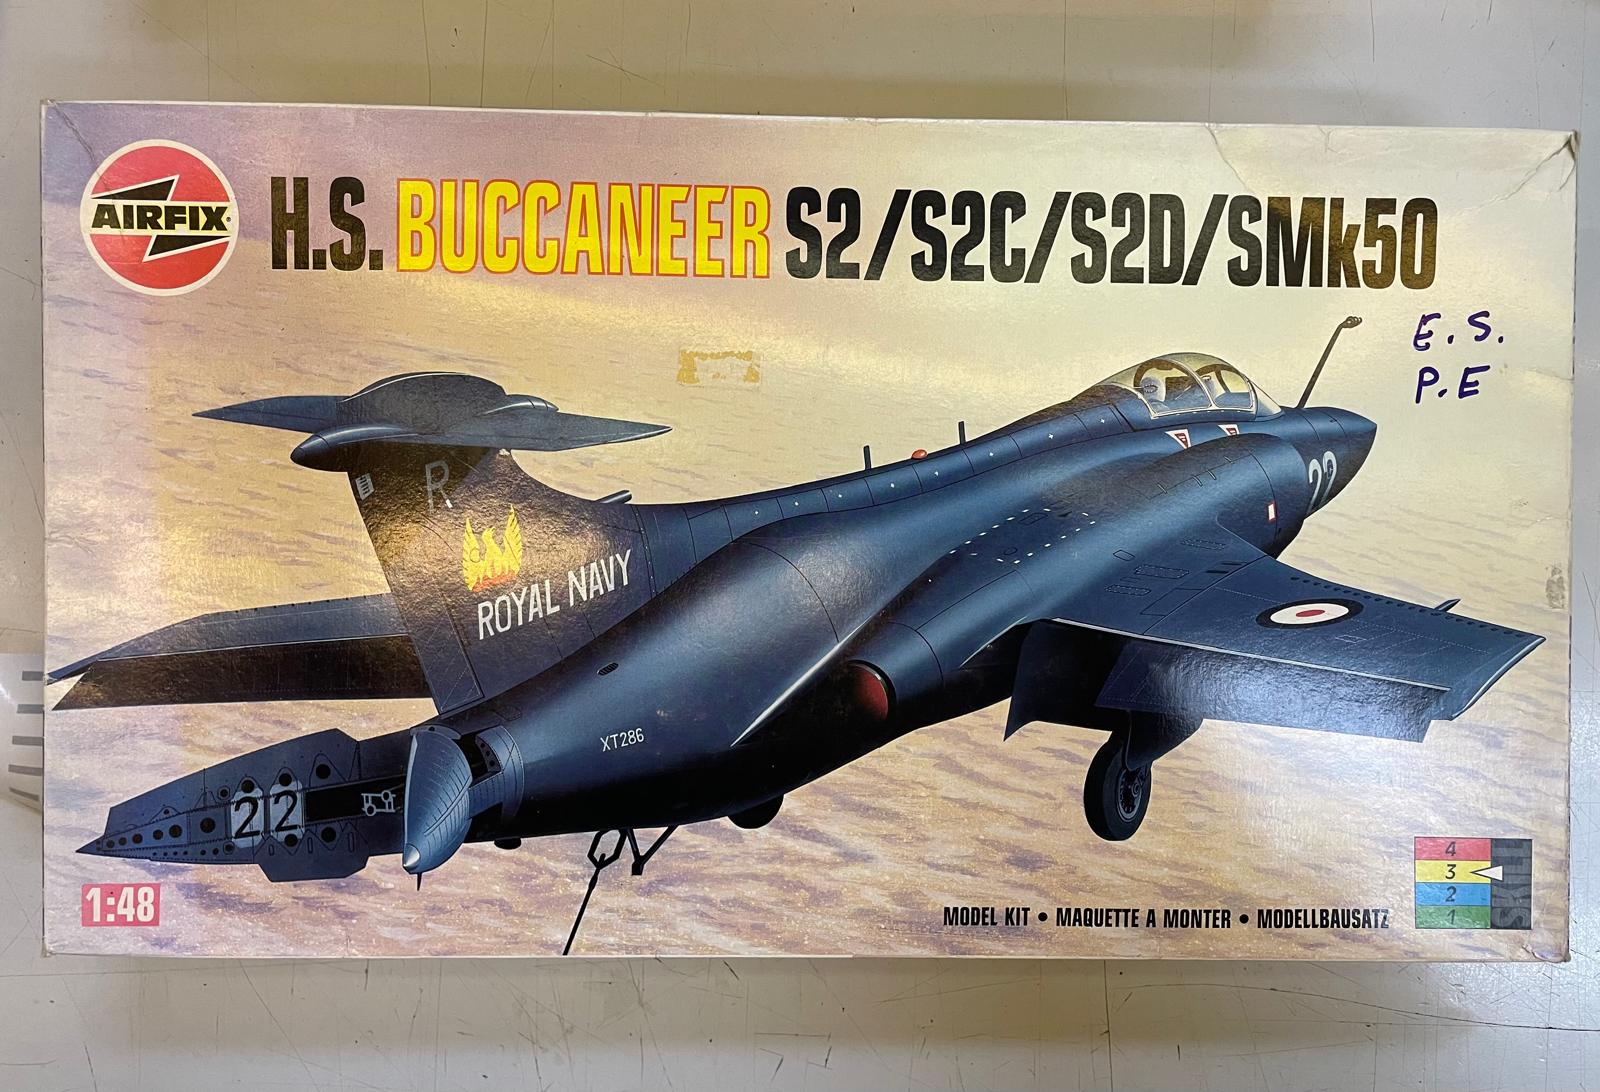 AIRFIX
H.S. BUCCANEER S2/S2C/S2D/SMk50
E.S.
P.E
R
22
ROYAL NAVY
XT286
22
1:48
MODEL KIT • MAQUETTE A MONTER • MODELLBAUSATZ
4
3
2
1
SKILL